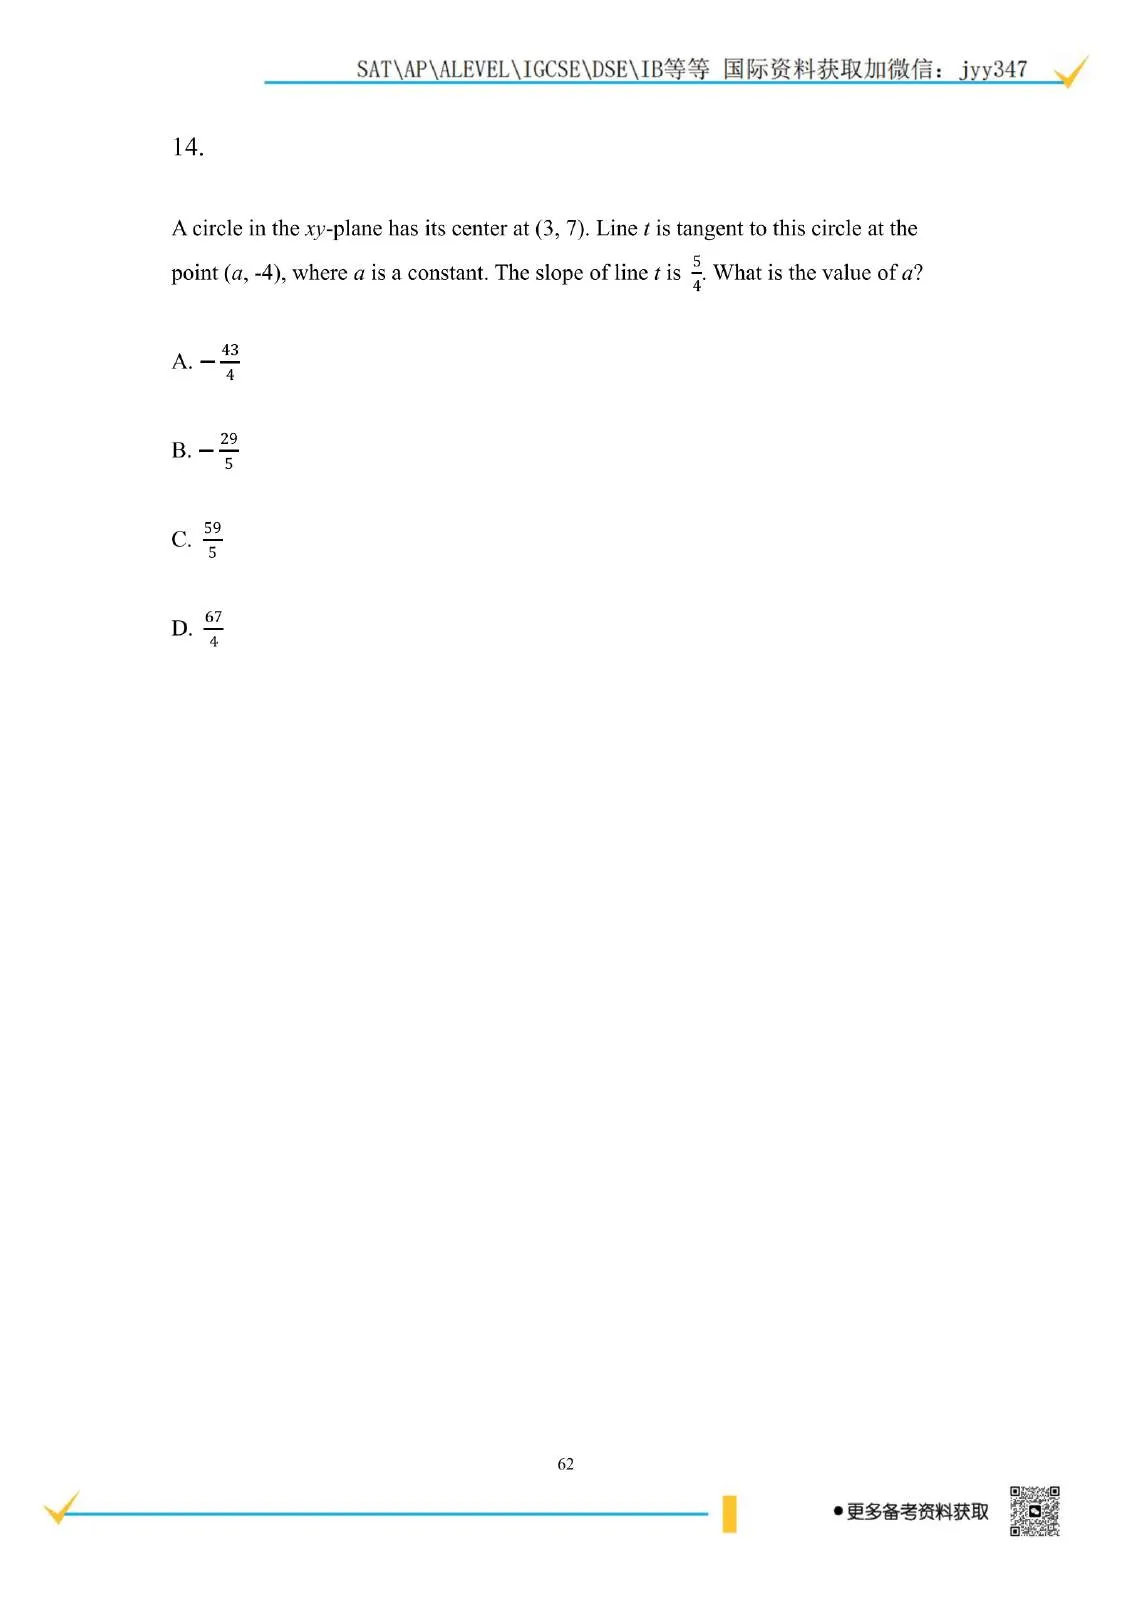 SAT\AP\ALEVEL\IGCSE\DSE\IB等等 国际资料获取加微信：jyy347
14.
A circle in the xy-plane has its center at (3, 7). Line t is tangent to this circle at the
point (a, -4), where a is a constant. The slope of line t is 5/4. What is the value of a?
A. −43/4
B. −29/5
C. 59/5
D. 67/4
62
●更多备考资料获取